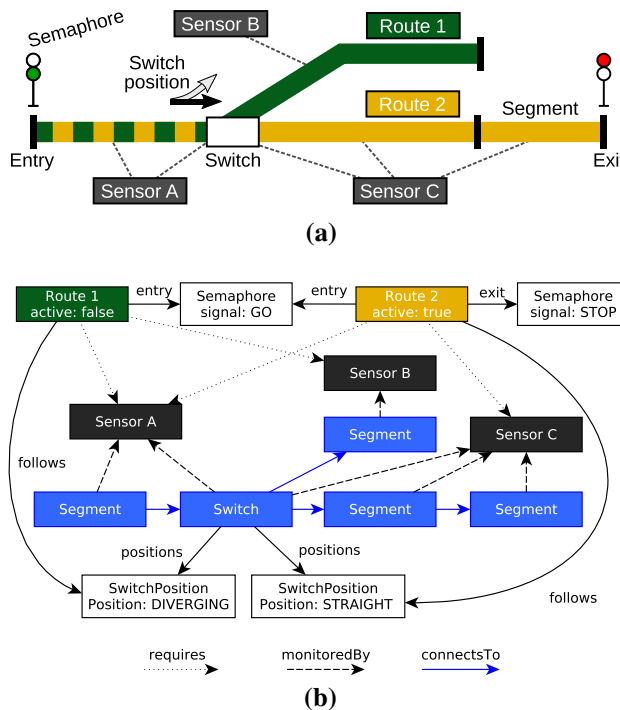 Semaphore
Sensor B
Route 1
Switch
position
Route 2
Segment
Entry
Switch
Exit
Sensor A
Sensor C
(a)
Route 1
active: false
entry
Semaphore
signal: GO
entry
Route 2
active: true
exit
Semaphore
signal: STOP
Sensor B
Sensor A
Segment
Sensor C
follows
Segment
Switch
Segment
Segment
positions
positions
SwitchPosition
Position: DIVERGING
SwitchPosition
Position: STRAIGHT
follows
requires
monitoredBy
connectsTo
(b)